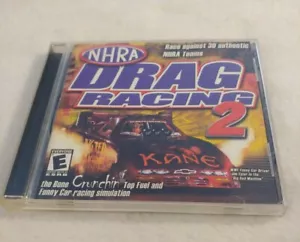 NHRA
Race against 30 authentic
NHRA Teams
DRAG
RACING
2
KANE
E
the Bone Crunchin' Top Fuel and
Funny Car racing simulation